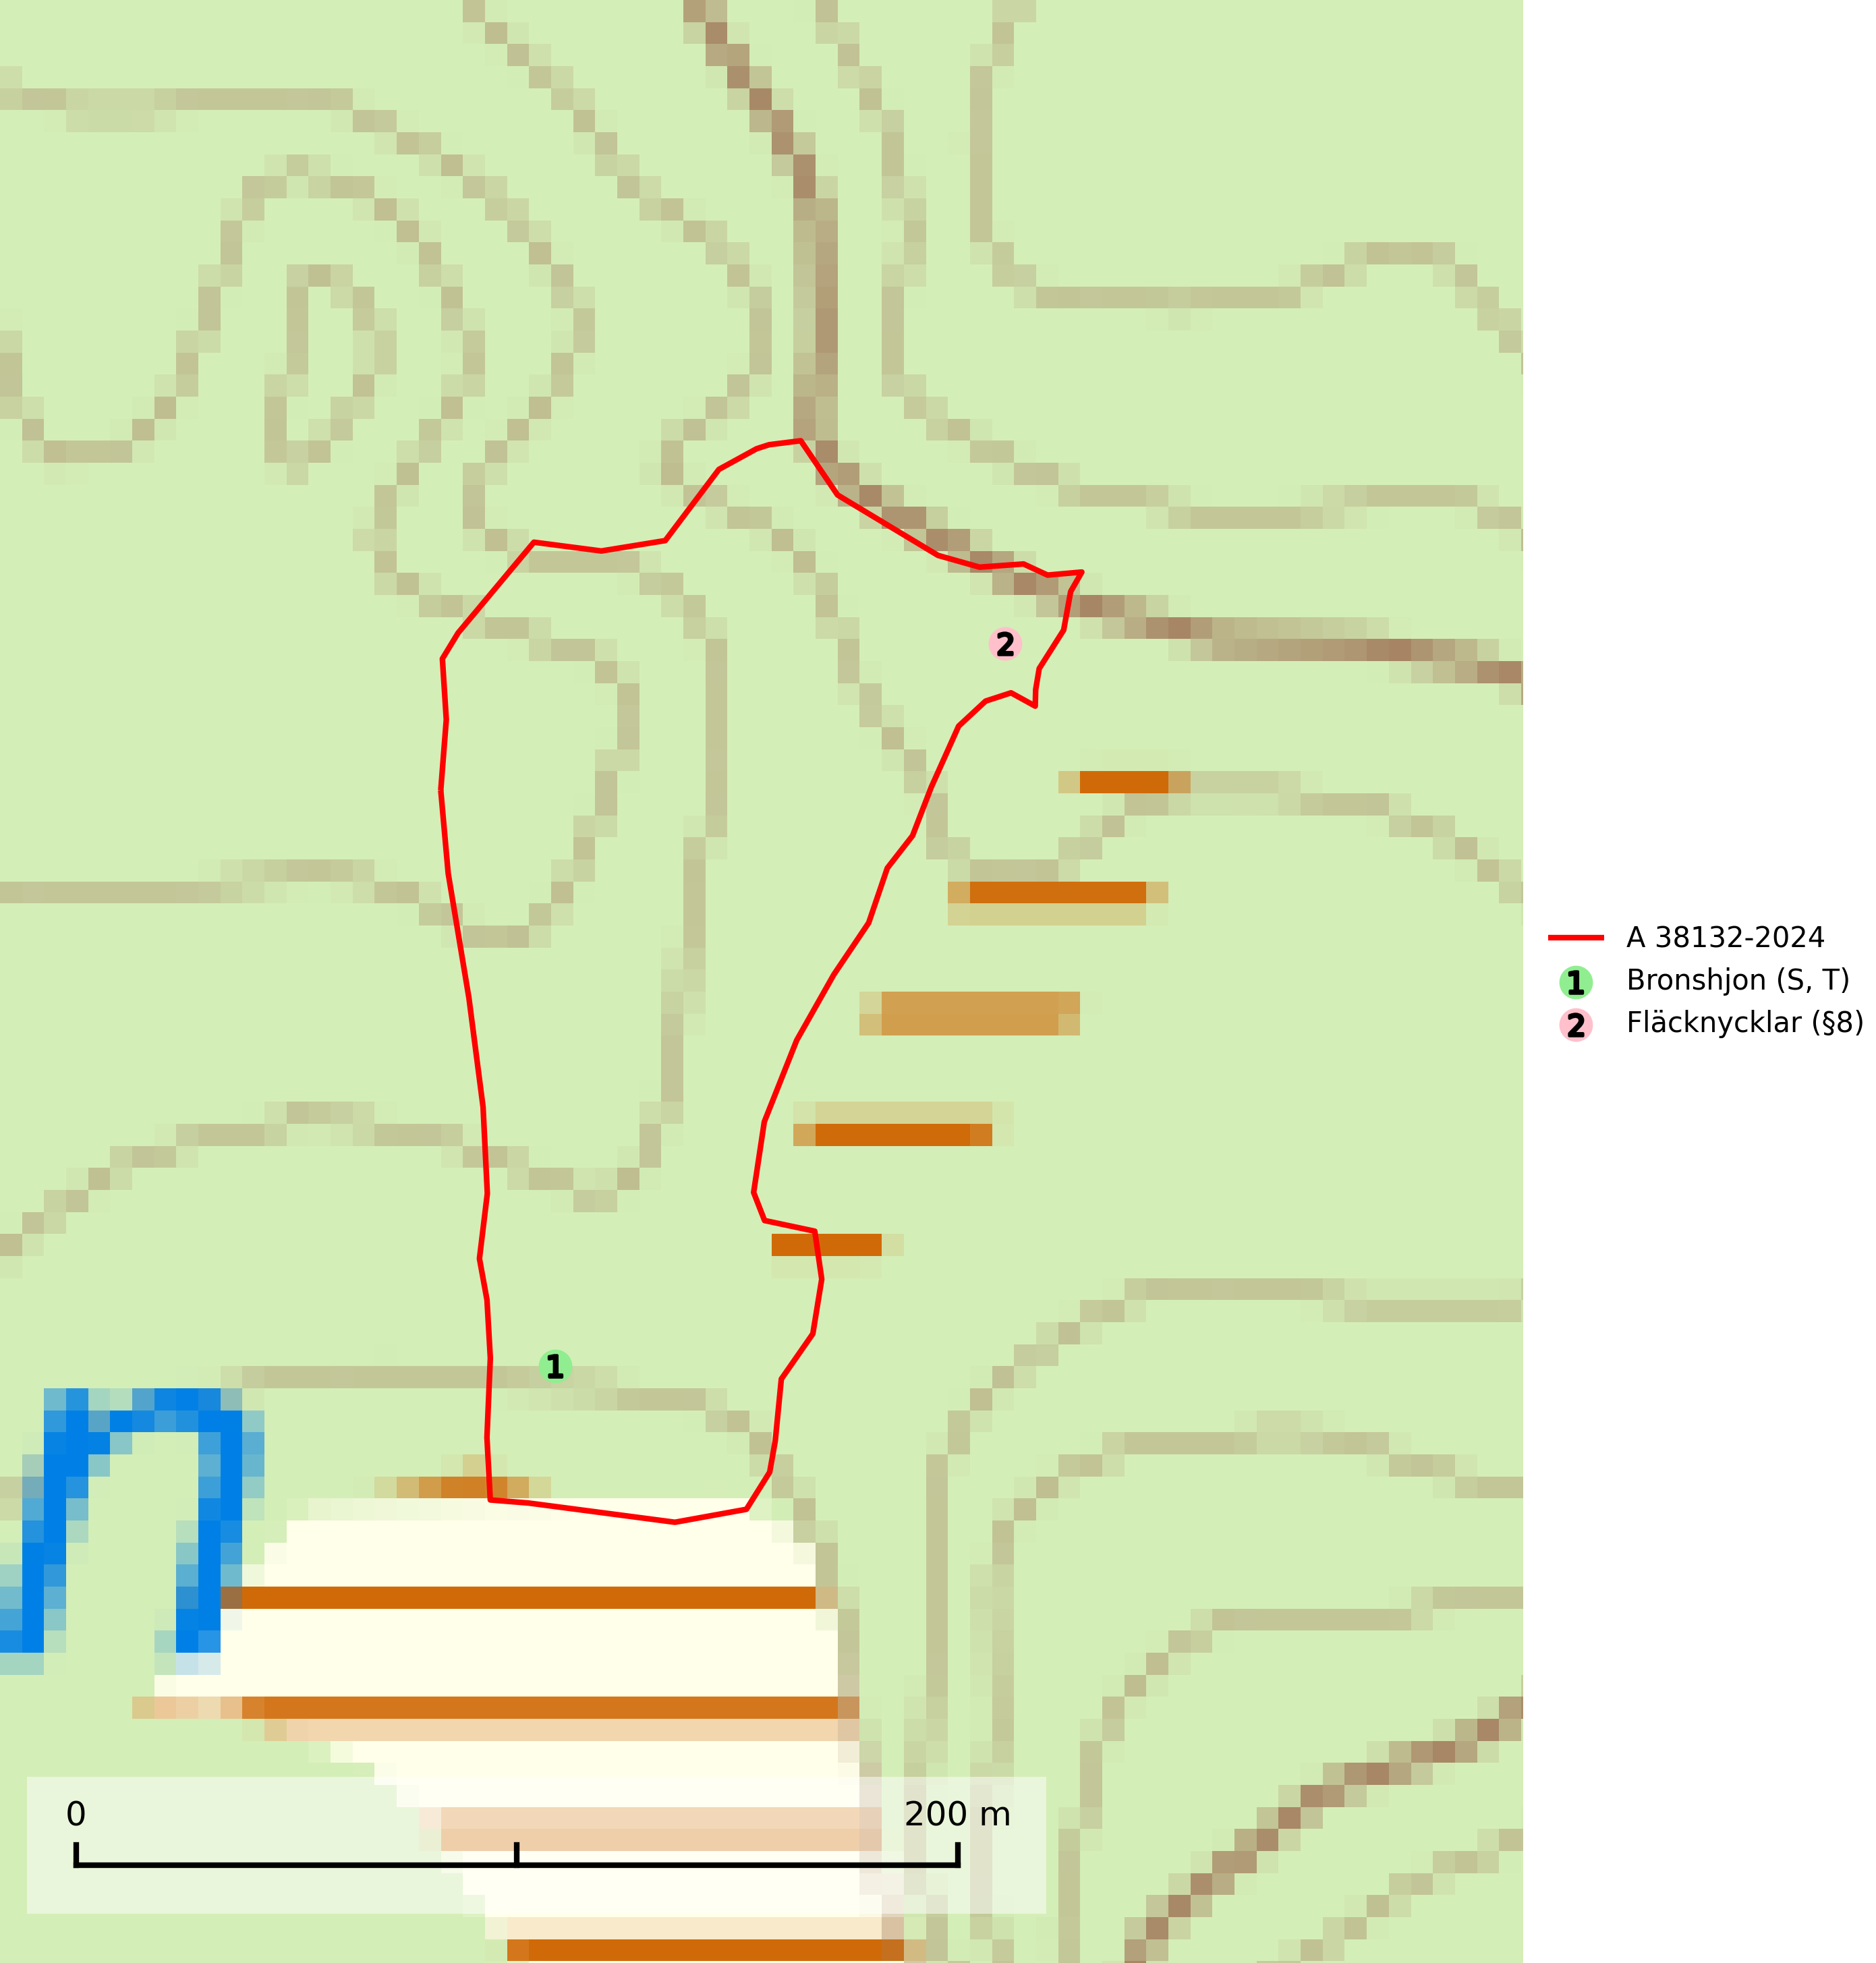 2
1
A 38132-2024
1 Bronshjon (S, T)
2 Fläcknycklar (§8)
0 200 m